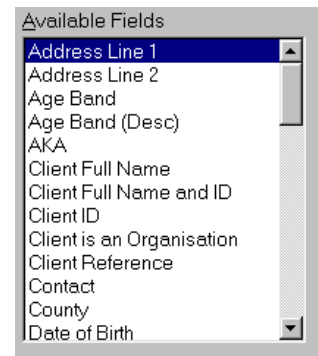 Available Fields
Address Line 1
Address Line 2
Age Band
Age Band (Desc)
AKA
Client Full Name
Client Full Name and ID
Client ID
Client is an Organisation
Client Reference
Contact
County
Date of Birth